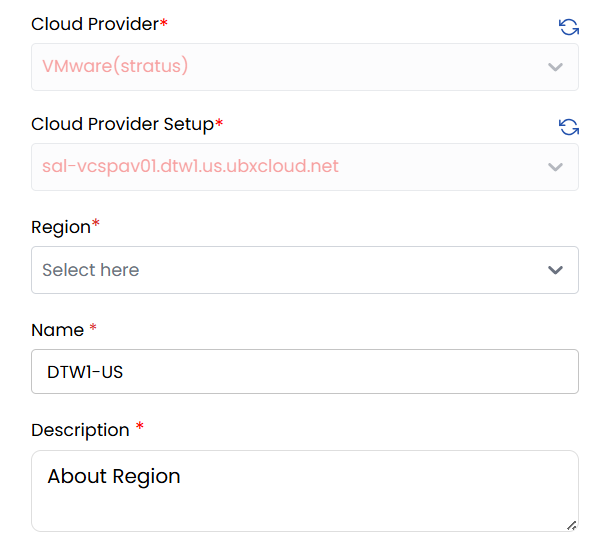 Cloud Provider*
VMware(stratus)
Cloud Provider Setup*
sal-vcspav01.dtw1.us.ubxcloud.net
Region*
Select here
Name *
DTW1-US
Description *
About Region